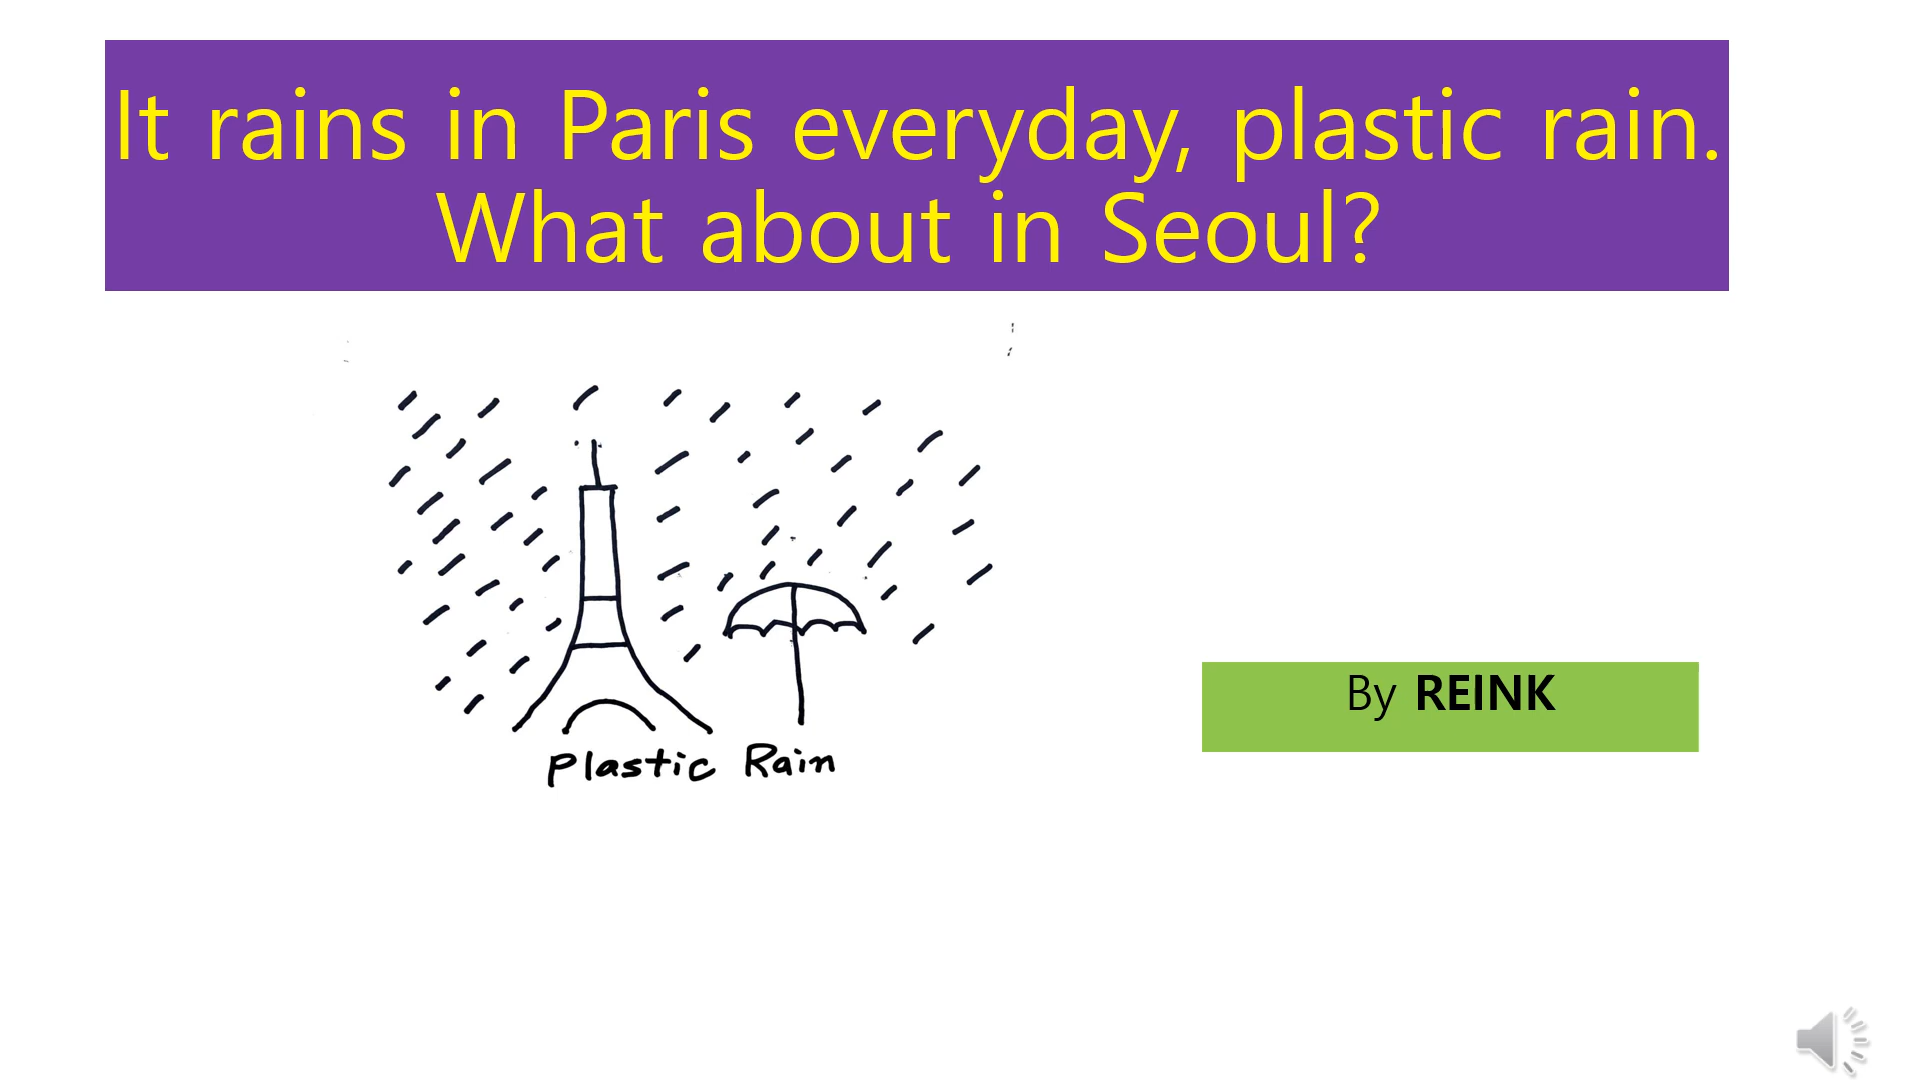 It rains in Paris everyday, plastic rain.
What about in Seoul?
Plastic Rain
By REINK